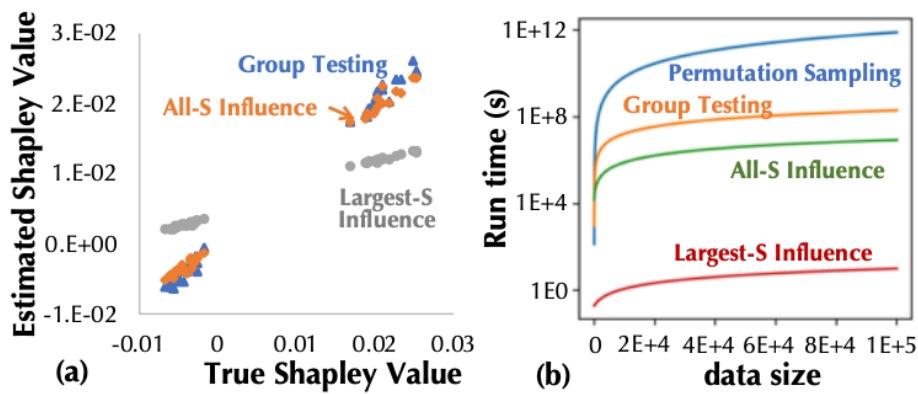 3.E-02
2.E-02
1.E-02
0.E+00
-1.E-02
Estimated Shapley Value
Group Testing
All-S Influence
Largest-S
Influence
-0.01
0
0.02
0.03
True Shapley Value
(a)
1E+12
1E+8
1E+4
1E0
Run time (s)
Permutation Sampling
Group Testing
All-S Influence
Largest-S Influence
0
2E+4
4E+4
6E+4
8E+4
1E+5
data size
(b)